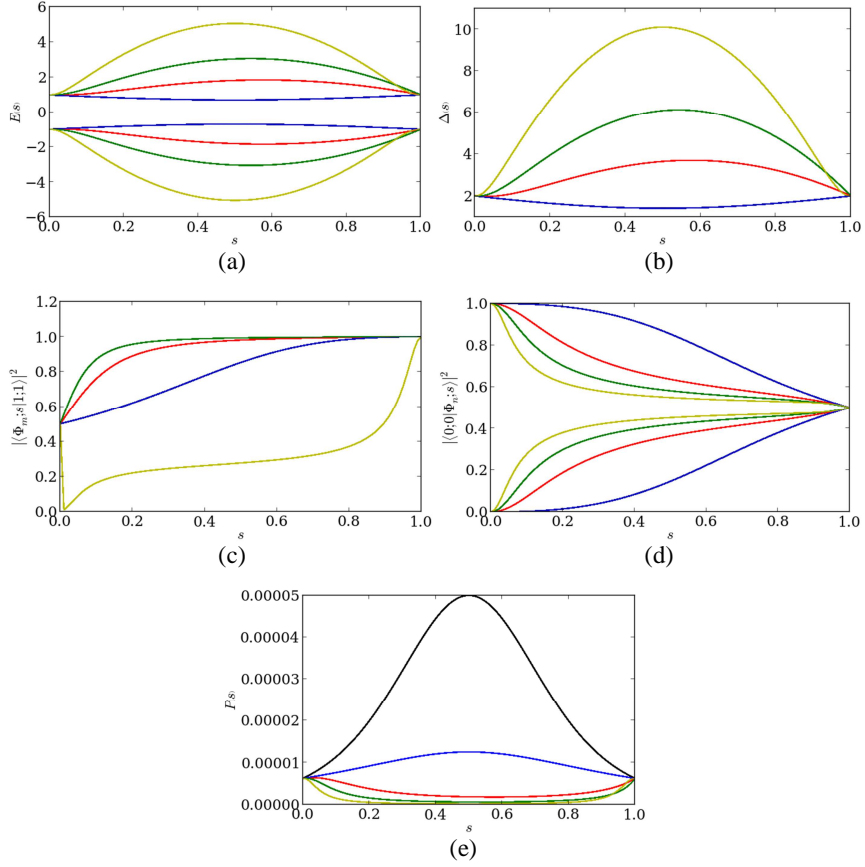 6
4
2
0
−2
−4
−6
E(s)
0.0 0.2 0.4 0.6 0.8 1.0
s
(a)
10
8
6
4
2
Δ(s)
0.0 0.2 0.4 0.6 0.8 1.0
s
(b)
1.2
1.0
0.8
0.6
0.4
0.2
0.0
|⟨Φm;s|1;1⟩|²
0.0 0.2 0.4 0.6 0.8 1.0
s
(c)
1.0
0.8
0.6
0.4
0.2
0.0
|⟨0;0|Φn;s⟩|²
0.0 0.2 0.4 0.6 0.8 1.0
s
(d)
0.00005
0.00004
0.00003
0.00002
0.00001
0.00000
P(s)
0.0 0.2 0.4 0.6 0.8 1.0
s
(e)